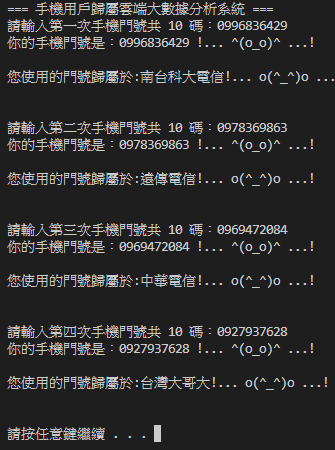 === 手機用戶歸屬雲端大數據分析系統 ===
請輸入第一次手機門號共 10 碼：0996836429
你的手機門號是：0996836429 !... ^(o_o)^ ...!
您使用的門號歸屬於:南台科大電信!... o(^_^)o ...
請輸入第二次手機門號共 10 碼：0978369863
你的手機門號是：0978369863 !... ^(o_o)^ ...!
您使用的門號歸屬於:遠傳電信!... o(^_^)o ...!
請輸入第三次手機門號共 10 碼：0969472084
你的手機門號是：0969472084 !... ^(o_o)^ ...!
您使用的門號歸屬於:中華電信!... o(^_^)o ...!
請輸入第四次手機門號共 10 碼：0927937628
你的手機門號是：0927937628 !... ^(o_o)^ ...!
您使用的門號歸屬於:台灣大哥大!... o(^_^)o ...!
請按任意鍵繼續 . . .